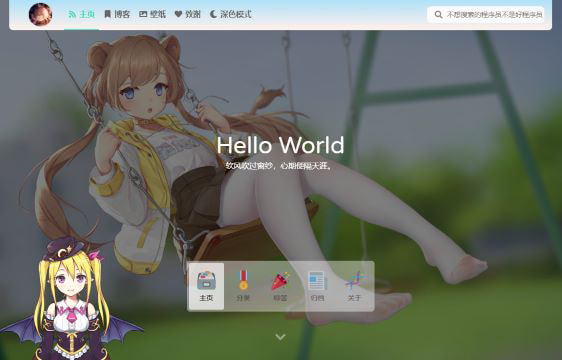 主页 博客 壁纸 致谢 深色模式 不想搜索的程序员不是好程序员
Hello World
软风吹过窗纱，心期便隔天涯。
主页 分类 标签 归档 关于